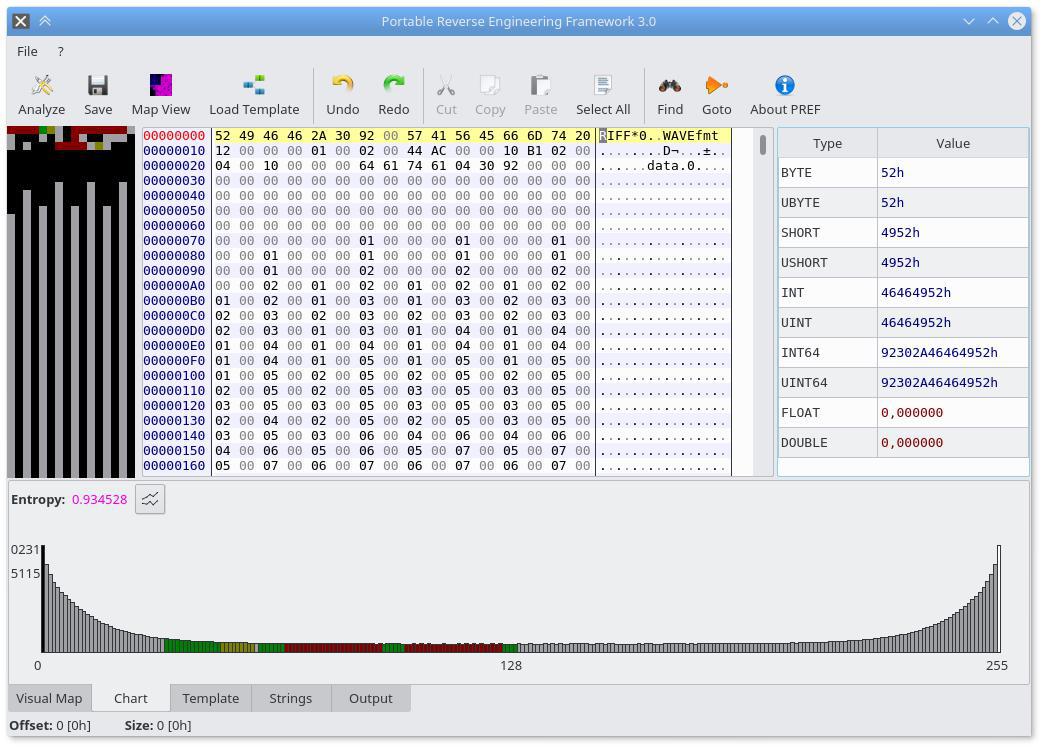 Portable Reverse Engineering Framework 3.0
File ?
Analyze Save Map View Load Template Undo Redo Cut Copy Paste Select All Find Goto About PREF
00000000 52 49 46 46 2A 30 92 00 57 41 56 45 66 6D 74 20 RIFF*0..WAVEfmt
00000010 12 00 00 00 01 00 02 00 44 AC 00 00 10 B1 02 00 ........D¬...±..
00000020 04 00 10 00 00 00 64 61 74 61 04 30 92 00 00 00 ......data.0....
00000030 00 00 00 00 00 00 00 00 00 00 00 00 00 00 00 00 ................
00000040 00 00 00 00 00 00 00 00 00 00 00 00 00 00 00 00 ................
00000050 00 00 00 00 00 00 00 00 00 00 00 00 00 00 00 00 ................
00000060 00 00 00 00 00 00 00 00 00 00 00 00 00 00 00 00 ................
00000070 00 00 00 00 00 00 01 00 00 00 01 00 00 00 01 00 ................
00000080 00 00 01 00 00 00 01 00 00 00 01 00 00 00 01 00 ................
00000090 00 00 01 00 00 00 02 00 00 00 02 00 00 00 02 00 ................
000000A0 00 00 02 00 01 00 02 00 01 00 02 00 01 00 02 00 ................
000000B0 01 00 02 00 01 00 03 00 01 00 03 00 02 00 03 00 ................
000000C0 02 00 03 00 02 00 03 00 02 00 03 00 02 00 03 00 ................
000000D0 02 00 03 00 01 00 03 00 01 00 04 00 01 00 04 00 ................
000000E0 01 00 04 00 01 00 04 00 01 00 04 00 01 00 04 00 ................
000000F0 01 00 04 00 01 00 05 00 01 00 05 00 01 00 05 00 ................
00000100 01 00 05 00 02 00 05 00 02 00 05 00 02 00 05 00 ................
00000110 02 00 05 00 02 00 05 00 03 00 05 00 03 00 05 00 ................
00000120 03 00 05 00 03 00 05 00 03 00 05 00 03 00 05 00 ................
00000130 02 00 04 00 02 00 05 00 02 00 05 00 02 00 05 00 ................
00000140 03 00 05 00 03 00 06 00 04 00 06 00 04 00 06 00 ................
00000150 04 00 06 00 05 00 06 00 05 00 07 00 05 00 07 00 ................
00000160 05 00 07 00 06 00 07 00 06 00 07 00 06 00 07 00 ................
Type Value
BYTE 52h
UBYTE 52h
SHORT 4952h
USHORT 4952h
INT 46464952h
UINT 46464952h
INT64 92302A46464952h
UINT64 92302A46464952h
FLOAT 0,000000
DOUBLE 0,000000
Entropy: 0.934528
0231
5115
0 128 255
Visual Map Chart Template Strings Output
Offset: 0 [0h] Size: 0 [0h]